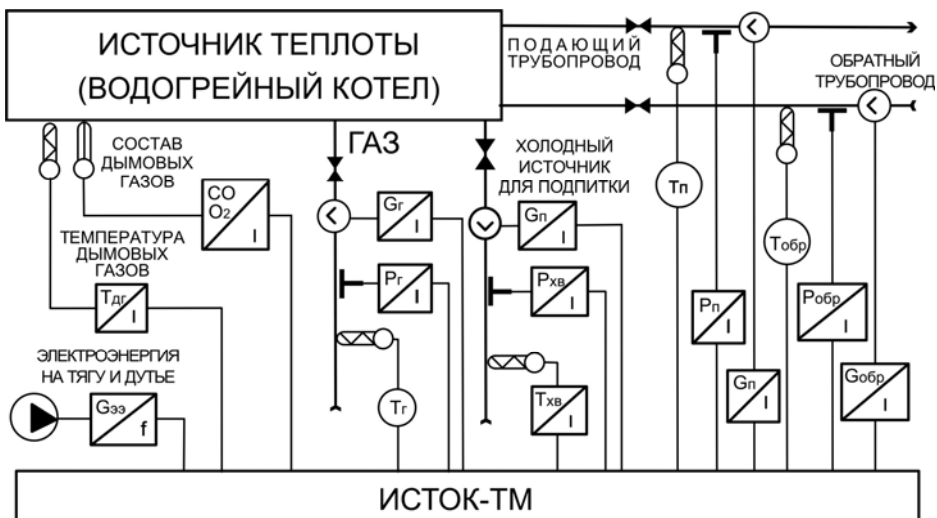 ИСТОЧНИК ТЕПЛОТЫ
(ВОДОГРЕЙНЫЙ КОТЕЛ)
ПОДАЮЩИЙ
ТРУБОПРОВОД
ОБРАТНЫЙ
ТРУБОПРОВОД
СОСТАВ
ДЫМОВЫХ
ГАЗОВ
ГАЗ
ХОЛОДНЫЙ
ИСТОЧНИК
ДЛЯ ПОДПИТКИ
CO
O2
I
Gг
I
Gп
I
Tп
Tобр
ТЕМПЕРАТУРА
ДЫМОВЫХ
ГАЗОВ
Tдг
I
Pг
I
Pхв
I
Pп
I
Pобр
I
ЭЛЕКТРОЭНЕРГИЯ
НА ТЯГУ И ДУТЬЕ
Gээ
f
Tг
Tхв
I
Gп
I
Gобр
I
ИСТОК-ТМ